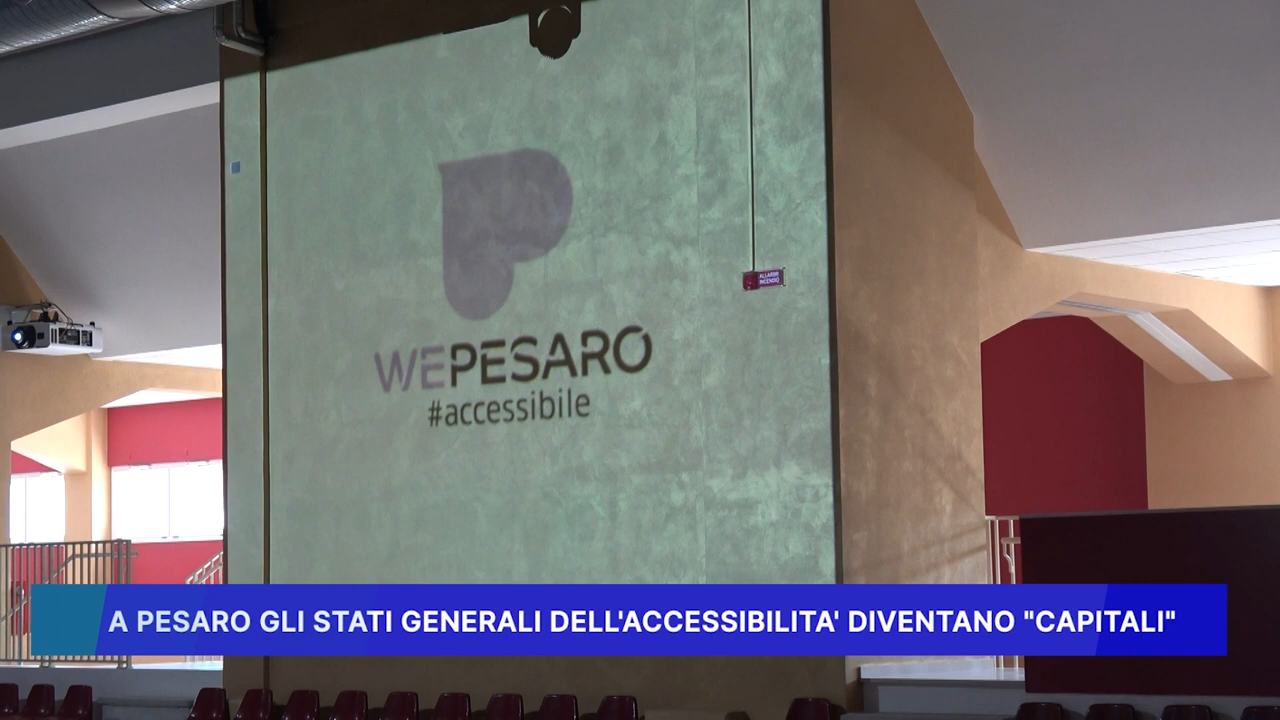 WEPESARO
#accessibile
ALLARME
INCENDIO
A PESARO GLI STATI GENERALI DELL'ACCESSIBILITA' DIVENTANO "CAPITALI"